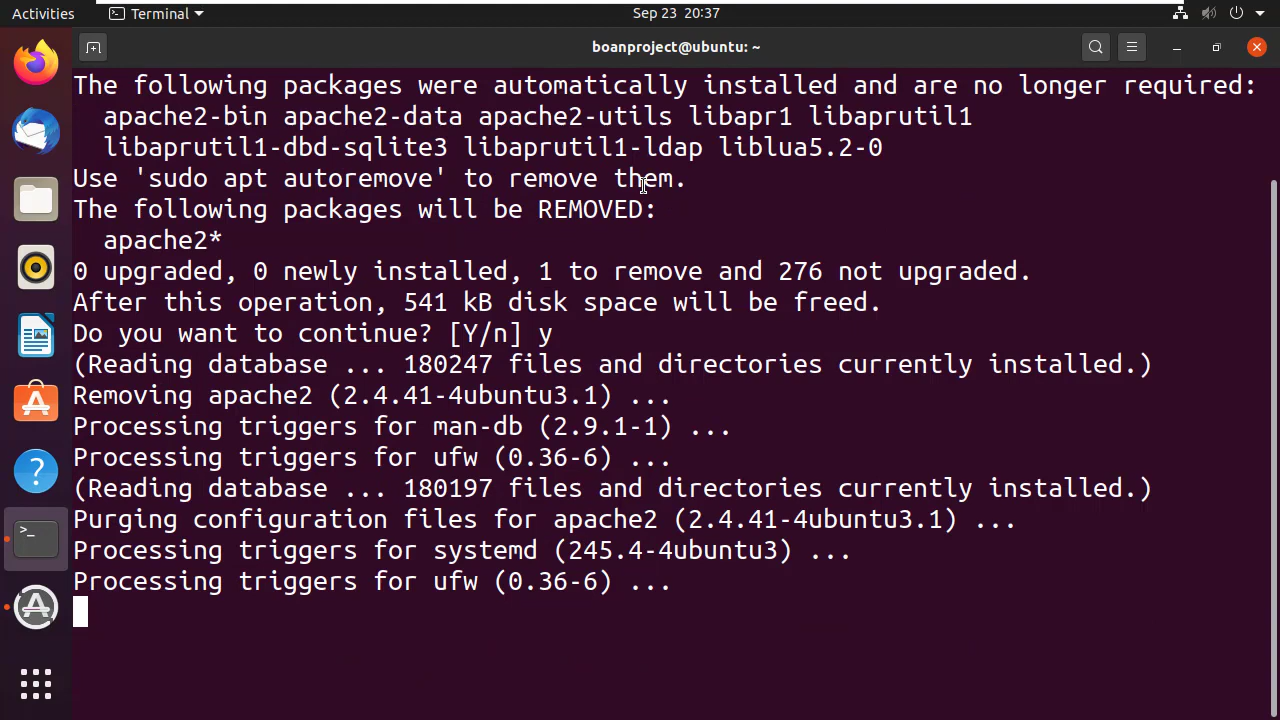 Activities
Terminal
Sep 23 20:37
boanproject@ubuntu: ~
The following packages were automatically installed and are no longer required:
apache2-bin apache2-data apache2-utils libapr1 libaprutil1
libaprutil1-dbd-sqlite3 libaprutil1-ldap liblua5.2-0
Use 'sudo apt autoremove' to remove them.
The following packages will be REMOVED:
apache2*
0 upgraded, 0 newly installed, 1 to remove and 276 not upgraded.
After this operation, 541 kB disk space will be freed.
Do you want to continue? [Y/n] y
(Reading database ... 180247 files and directories currently installed.)
Removing apache2 (2.4.41-4ubuntu3.1) ...
Processing triggers for man-db (2.9.1-1) ...
Processing triggers for ufw (0.36-6) ...
(Reading database ... 180197 files and directories currently installed.)
Purging configuration files for apache2 (2.4.41-4ubuntu3.1) ...
Processing triggers for systemd (245.4-4ubuntu3) ...
Processing triggers for ufw (0.36-6) ...